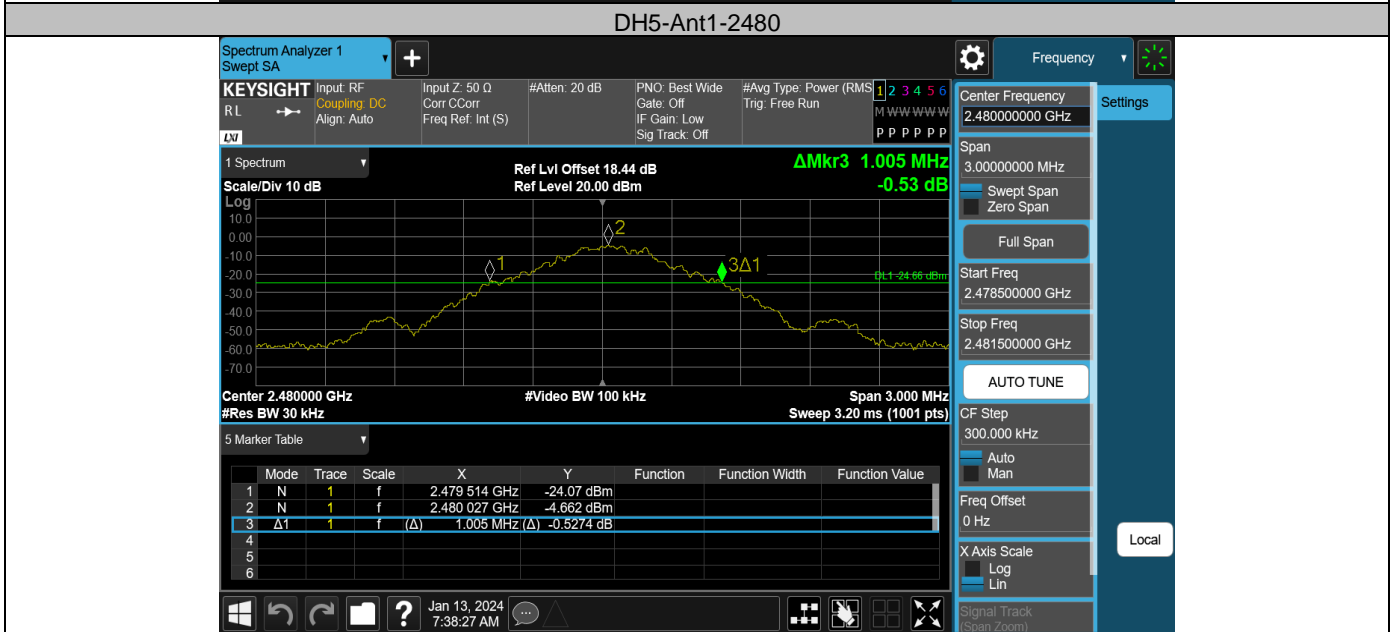 DH5-Ant1-2480
Spectrum Analyzer 1
Swept SA
Frequency
KEYSIGHT
RL
LXI
Input: RF
Coupling: DC
Align: Auto
Input Z: 50 Ω
Corr CCorr
Freq Ref: Int (S)
#Atten: 20 dB
PNO: Best Wide
Gate: Off
IF Gain: Low
Sig Track: Off
#Avg Type: Power (RMS
Trig: Free Run
1 2 3 4 5 6
M W W W W W
P P P P P P
Center Frequency
2.480000000 GHz
Settings
1 Spectrum
Scale/Div 10 dB
Ref Lvl Offset 18.44 dB
Ref Level 20.00 dBm
ΔMkr3 1.005 MHz
-0.53 dB
Log
10.0
0.00
-10.0
-20.0
-30.0
-40.0
-50.0
-60.0
-70.0
1
2
3Δ1
DL1 -24.66 dBm
Center 2.480000 GHz
#Res BW 30 kHz
#Video BW 100 kHz
Span 3.000 MHz
Sweep 3.20 ms (1001 pts)
5 Marker Table
Mode Trace Scale X Y Function Function Width Function Value
1 N 1 f 2.479 514 GHz -24.07 dBm
2 N 1 f 2.480 027 GHz -4.662 dBm
3 Δ1 1 f (Δ) 1.005 MHz (Δ) -0.5274 dB
4
5
6
Span
3.00000000 MHz
Swept Span
Zero Span
Full Span
Start Freq
2.478500000 GHz
Stop Freq
2.481500000 GHz
AUTO TUNE
CF Step
300.000 kHz
Auto
Man
Freq Offset
0 Hz
X Axis Scale
Log
Lin
Signal Track
(Span Zoom)
Local
?
Jan 13, 2024
7:38:27 AM